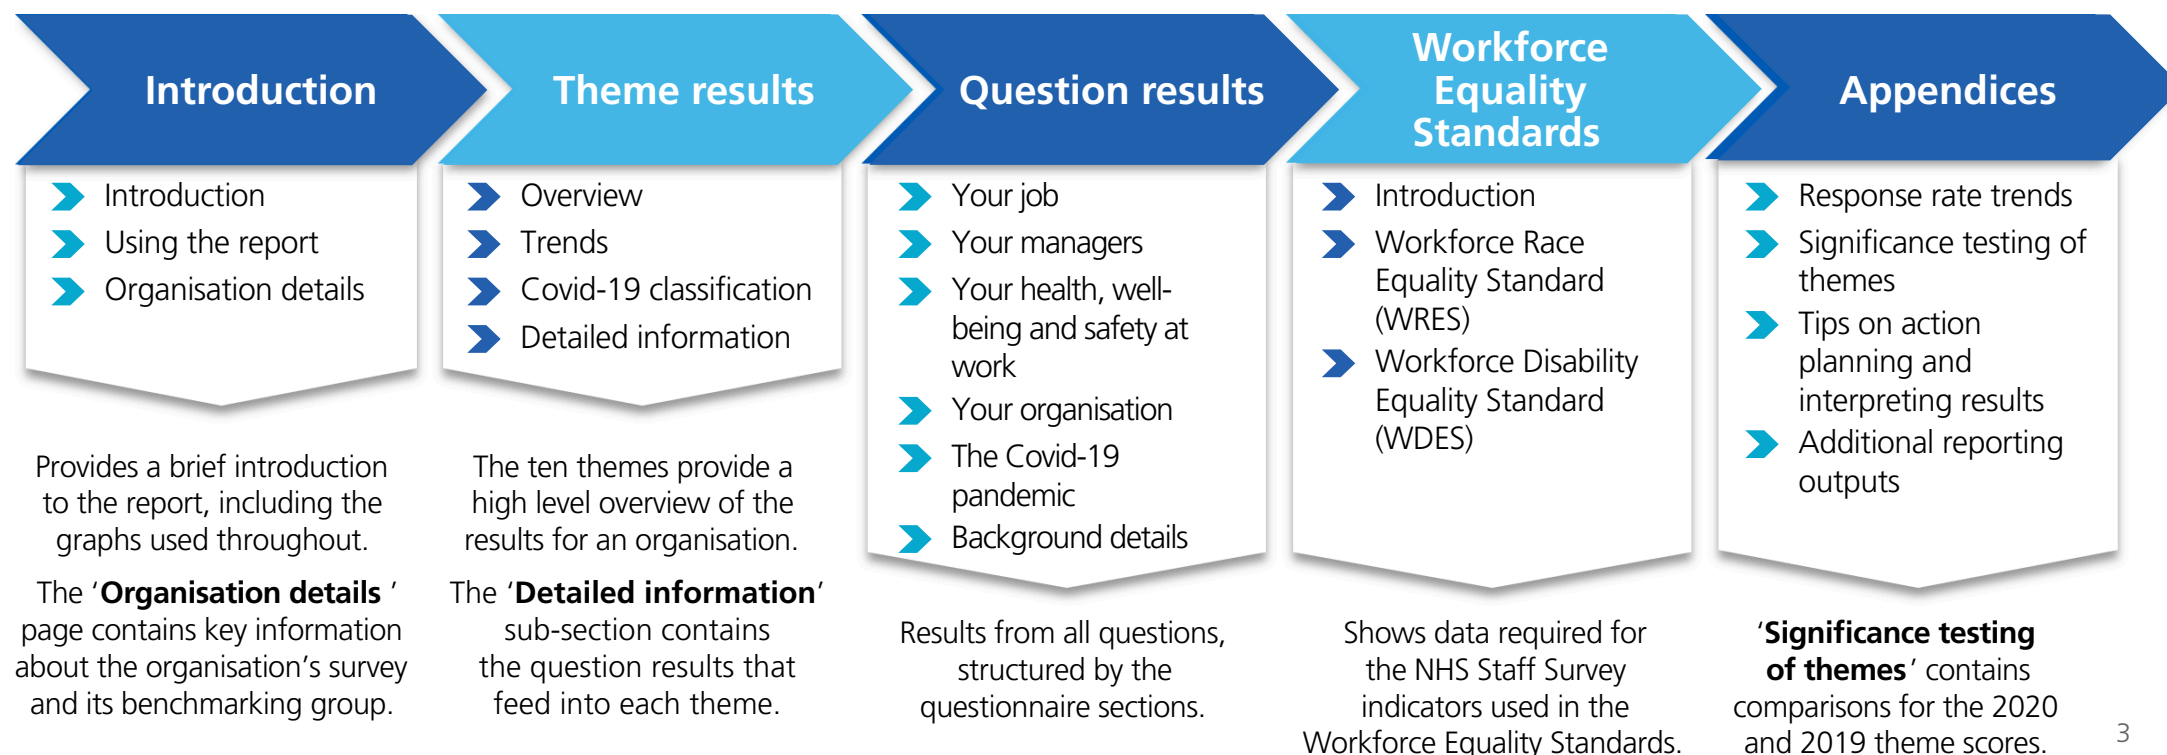 Introduction
Introduction
Using the report
Organisation details
Provides a brief introduction
to the report, including the
graphs used throughout.
The ‘Organisation details ’
page contains key information
about the organisation’s survey
and its benchmarking group.
Theme results
Overview
Trends
Covid-19 classification
Detailed information
The ten themes provide a
high level overview of the
results for an organisation.
The ‘Detailed information’
sub-section contains
the question results that
feed into each theme.
Question results
Your job
Your managers
Your health, well-
being and safety at
work
Your organisation
The Covid-19
pandemic
Background details
Results from all questions,
structured by the
questionnaire sections.
Workforce
Equality
Standards
Introduction
Workforce Race
Equality Standard
(WRES)
Workforce Disability
Equality Standard
(WDES)
Shows data required for
the NHS Staff Survey
indicators used in the
Workforce Equality Standards.
Appendices
Response rate trends
Significance testing of
themes
Tips on action
planning and
interpreting results
Additional reporting
outputs
‘Significance testing
of themes’ contains
comparisons for the 2020
and 2019 theme scores.
3